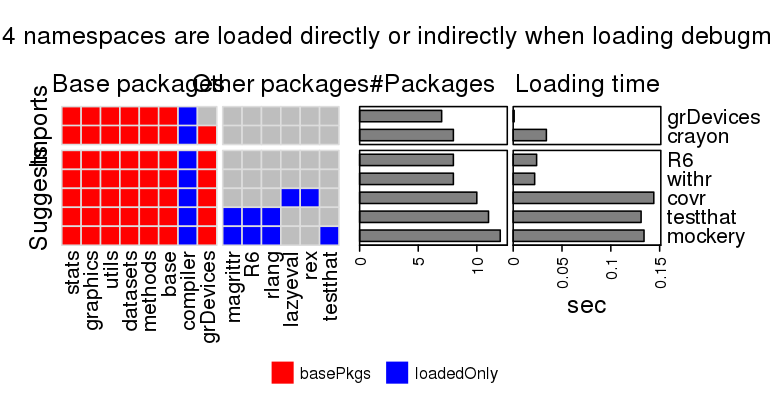 4 namespaces are loaded directly or indirectly when loading debugm
Base packages Other packages #Packages Loading time
Imports
Suggests
grDevices
crayon
R6
withr
covr
testthat
mockery
stats graphics utils datasets methods base compiler grDevices magrittr R6 rlang lazyeval rex testthat
0 5 10
0 0.05 0.1 0.15
sec
basePkgs loadedOnly